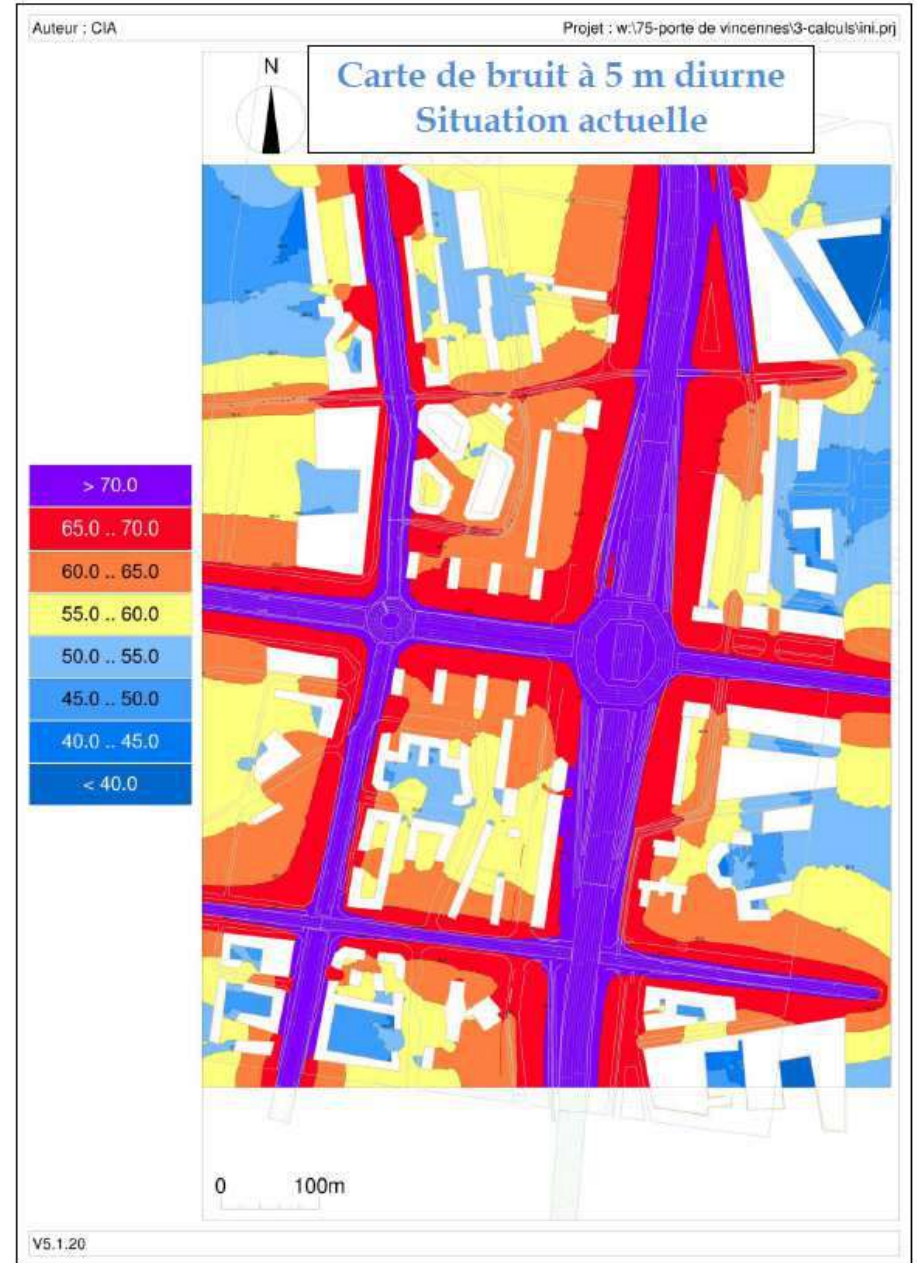 Auteur : CIA
Projet : w:\75-porte de vincennes\3-calculs\ini.prj
N
Carte de bruit à 5 m diurne
Situation actuelle
> 70.0
65.0 .. 70.0
60.0 .. 65.0
55.0 .. 60.0
50.0 .. 55.0
45.0 .. 50.0
40.0 .. 45.0
< 40.0
0 100m
V5.1.20